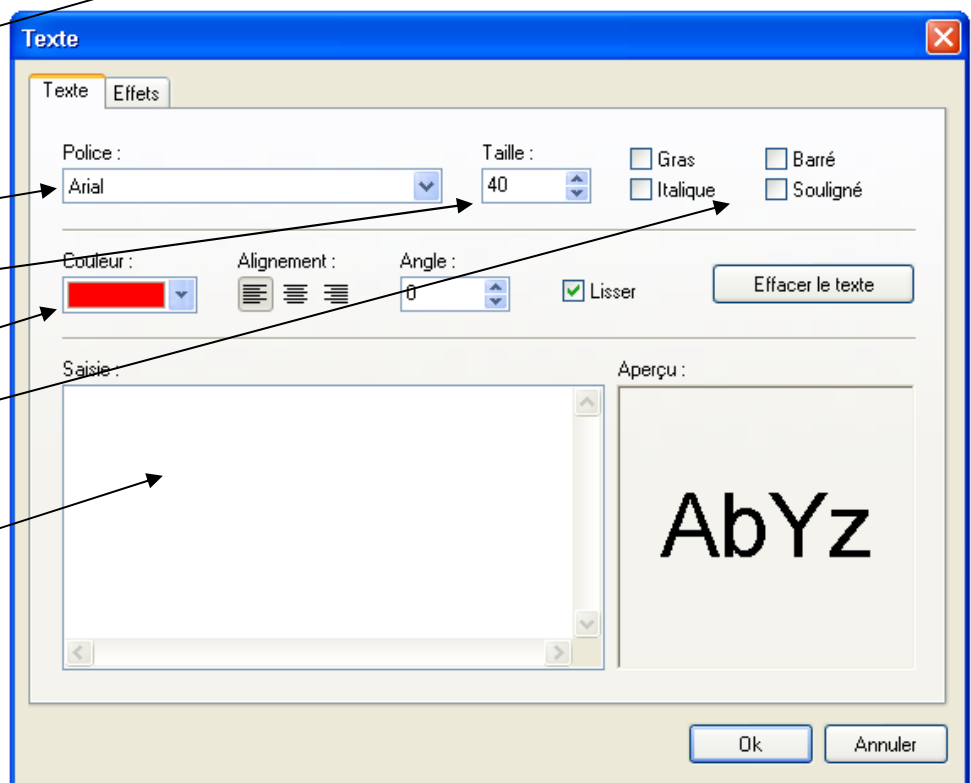 Texte
Texte Effets
Police : Taille : Gras Barré
Arial 40 Italique Souligné
Couleur : Alignement : Angle :
0 Lisser Effacer le texte
Saisie : Aperçu :
AbYz
Ok Annuler